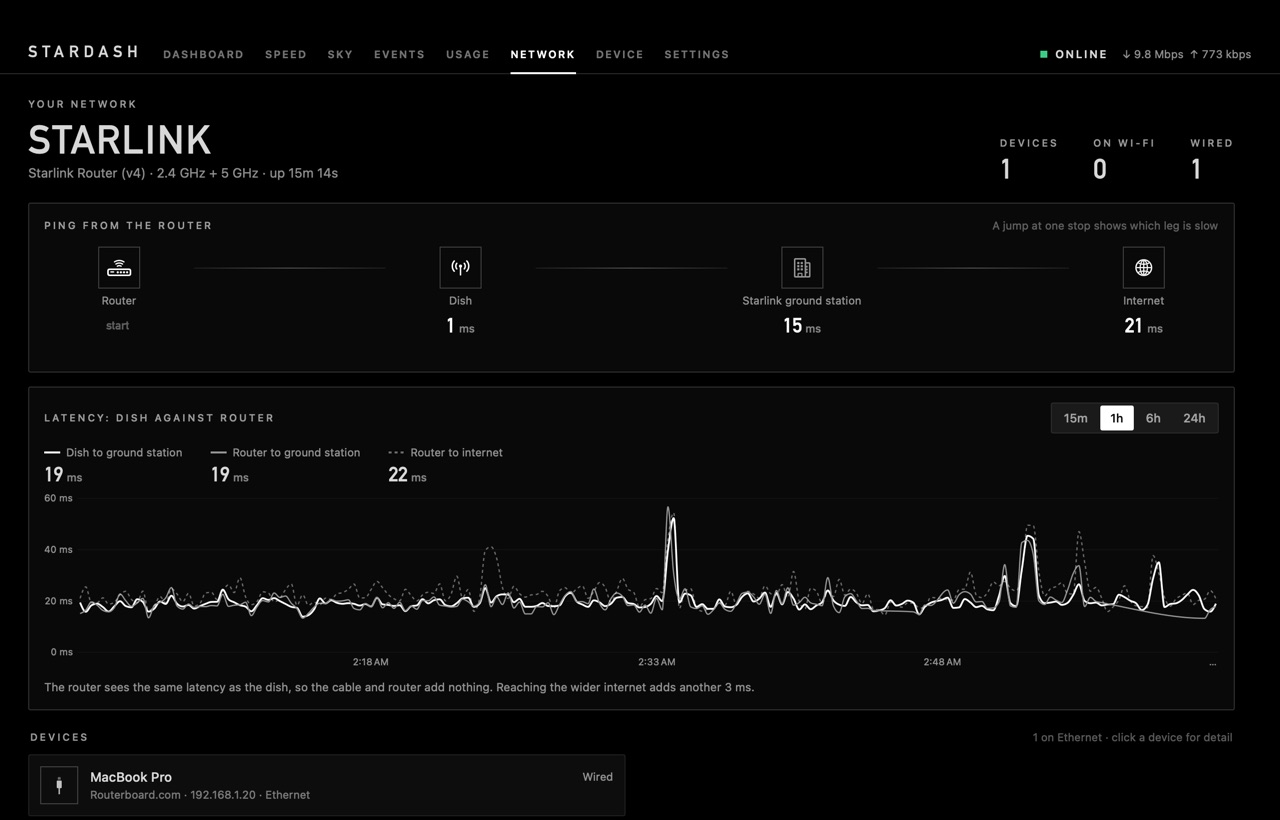 STARDASH DASHBOARD SPEED SKY EVENTS USAGE NETWORK DEVICE SETTINGS ONLINE ↓ 9.8 Mbps ↑ 773 kbps
YOUR NETWORK
STARLINK
Starlink Router (v4) · 2.4 GHz + 5 GHz · up 15m 14s
DEVICES ON WI-FI WIRED
1 0 1
PING FROM THE ROUTER A jump at one stop shows which leg is slow
Router Dish Starlink ground station Internet
start 1 ms 15 ms 21 ms
LATENCY: DISH AGAINST ROUTER 15m 1h 6h 24h
Dish to ground station Router to ground station Router to internet
19 ms 19 ms 22 ms
60 ms
40 ms
20 ms
0 ms
2:18 AM 2:33 AM 2:48 AM ...
The router sees the same latency as the dish, so the cable and router add nothing. Reaching the wider internet adds another 3 ms.
DEVICES 1 on Ethernet · click a device for detail
MacBook Pro Wired
Routerboard.com · 192.168.1.20 · Ethernet